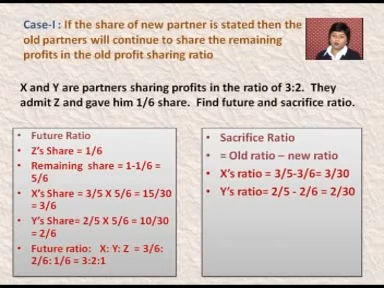 Case-I : If the share of new partner is stated then the
old partners will continue to share the remaining
profits in the old profit sharing ratio
X and Y are partners sharing profits in the ratio of 3:2. They
admit Z and gave him 1/6 share. Find future and sacrifice ratio.
• Future Ratio
• Z's Share = 1/6
• Remaining share = 1-1/6 =
5/6
• X's Share = 3/5 X 5/6 = 15/30
= 3/6
• Y's Share= 2/5 X 5/6 = 10/30
= 2/6
• Future ratio: X: Y: Z = 3/6:
2/6: 1/6 = 3:2:1
• Sacrifice Ratio
• = Old ratio – new ratio
• X's ratio = 3/5-3/6= 3/30
• Y's ratio= 2/5 - 2/6 = 2/30